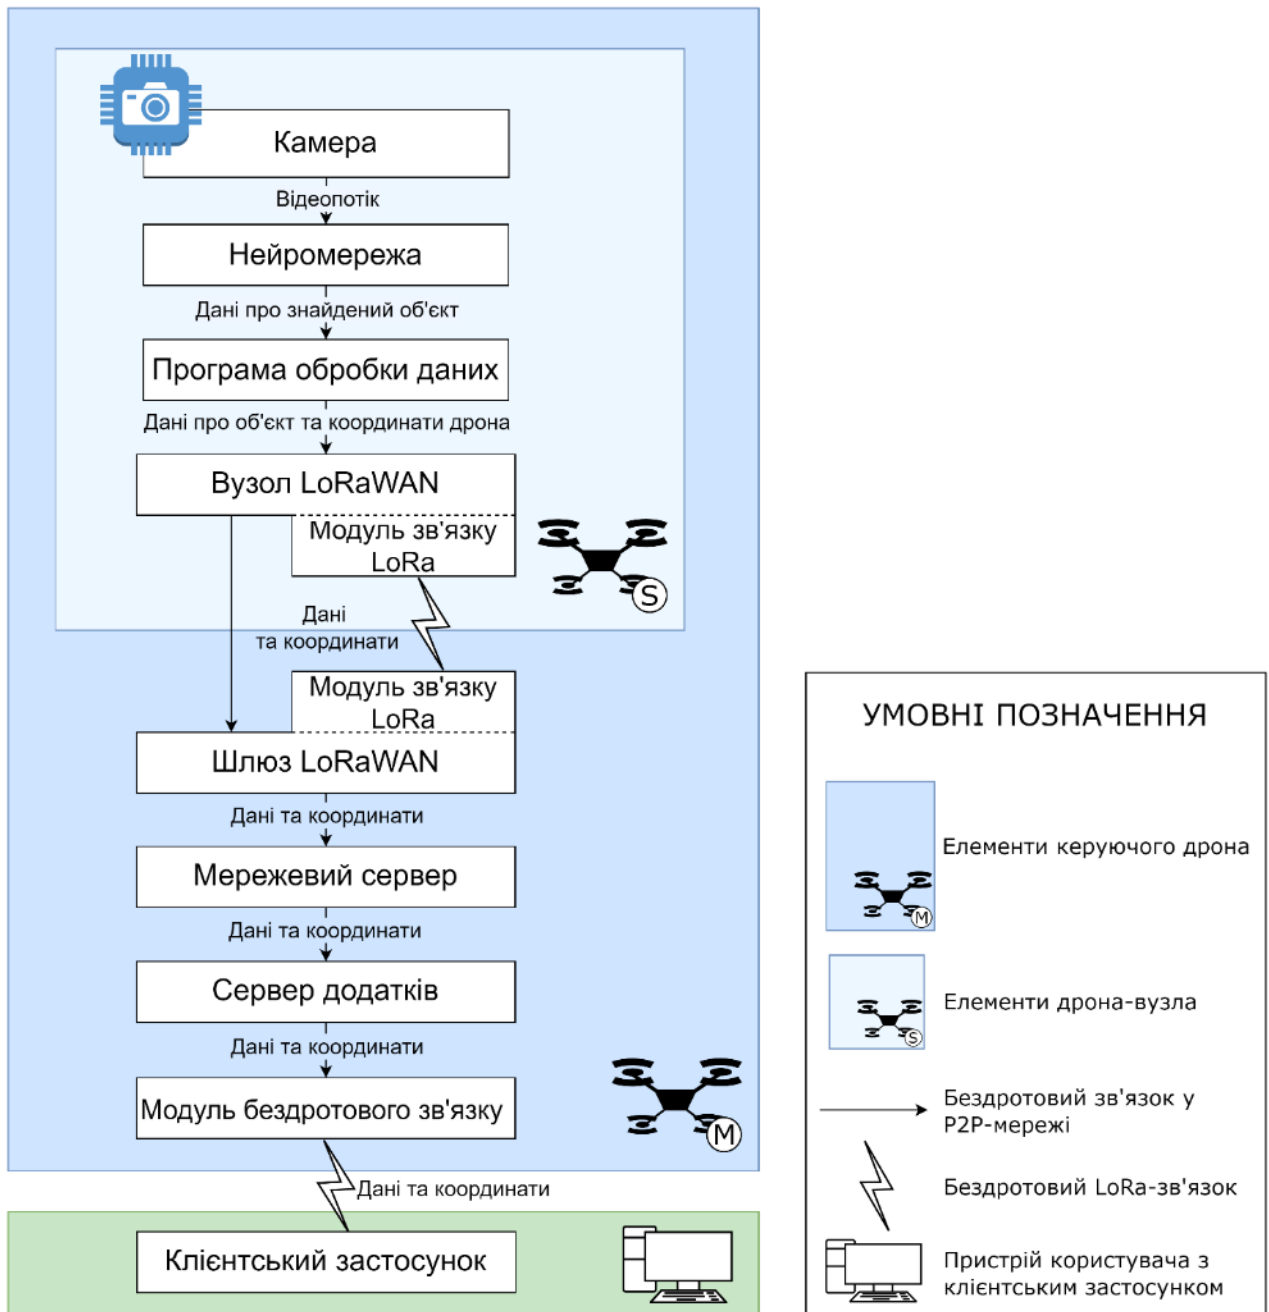 Камера
Відеопотік
Нейромережа
Дані про знайдений об'єкт
Програма обробки даних
Дані про об'єкт та координати дрона
Вузол LoRaWAN
Модуль зв'язку
LoRa
S
Дані
та координати
Модуль зв'язку
LoRa
Шлюз LoRaWAN
Дані та координати
Мережевий сервер
Дані та координати
Сервер додатків
Дані та координати
Модуль бездротового зв'язку
M
Дані та координати
Клієнтський застосунок
УМОВНІ ПОЗНАЧЕННЯ
Елементи керуючого дрона
M
Елементи дрона-вузла
S
Бездротовий зв'язок у
P2P-мережі
Бездротовий LoRa-зв'язок
Пристрій користувача з
клієнтським застосунком